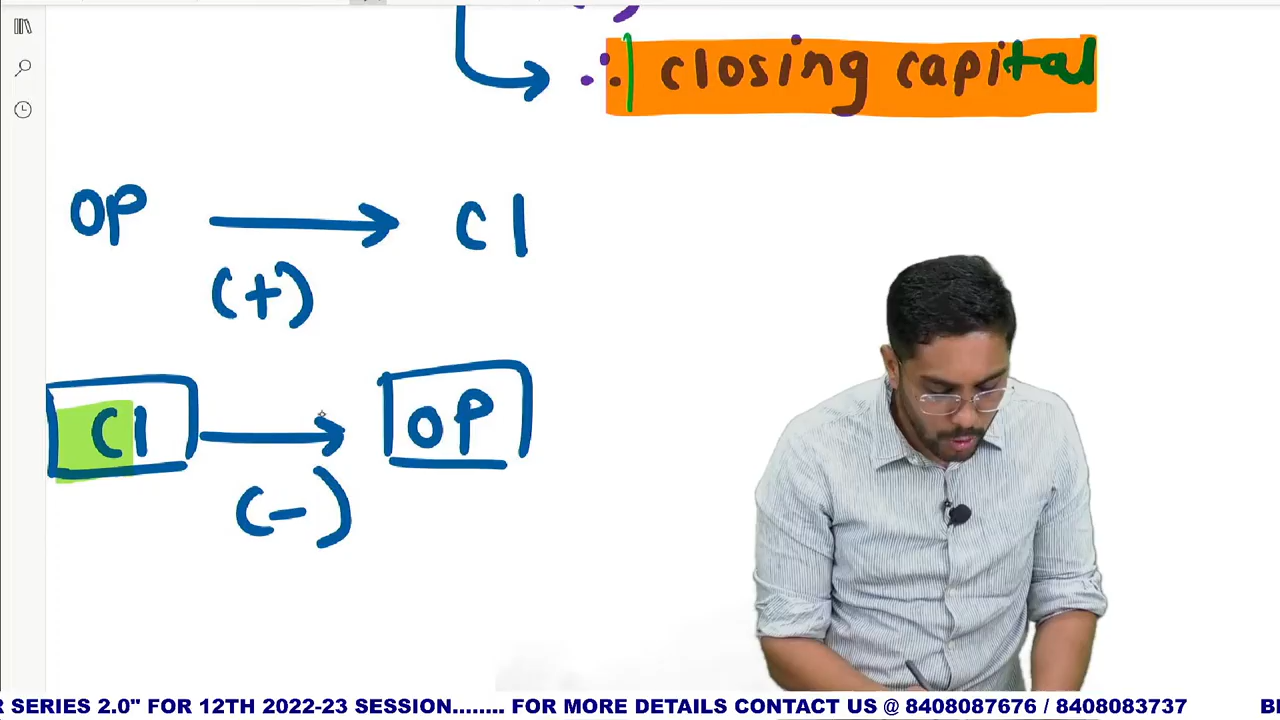 ∴ closing capital
OP → Cl
(+)
Cl → OP
(-)
R SERIES 2.0" FOR 12TH 2022-23 SESSION........ FOR MORE DETAILS CONTACT US @ 8408087676 / 8408083737